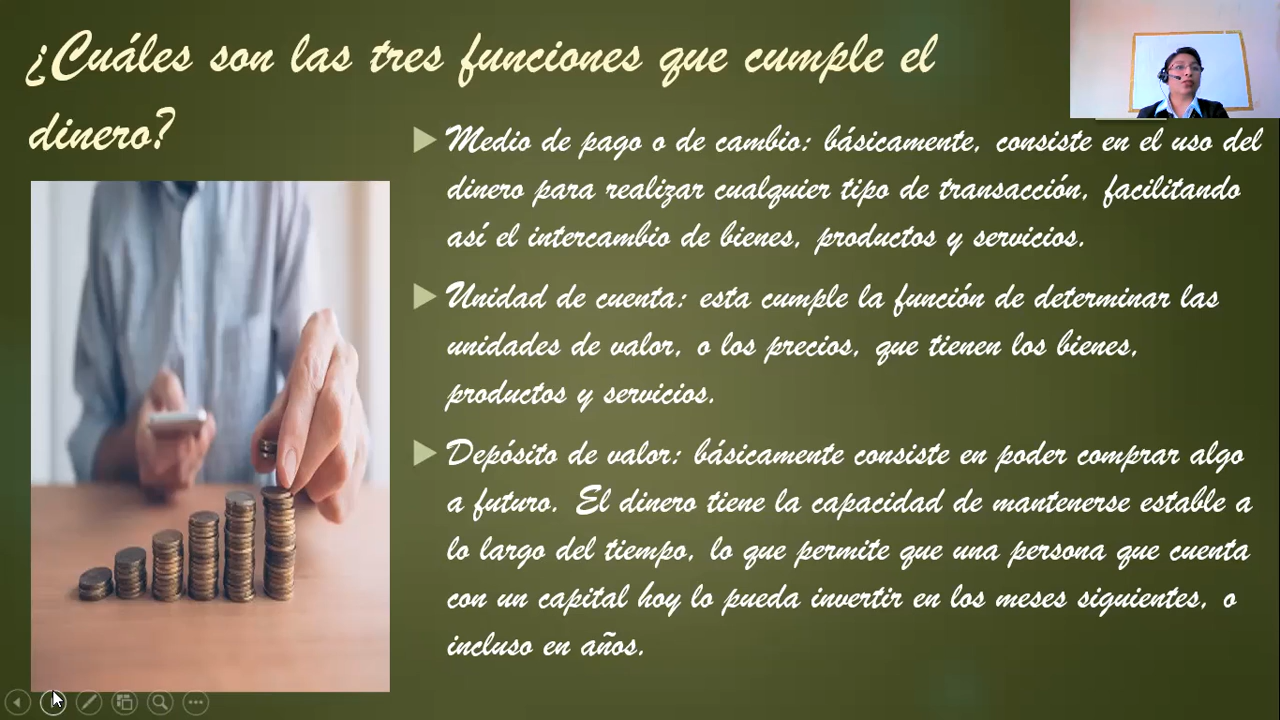 ¿Cuáles son las tres funciones que cumple el
dinero?
Medio de pago o de cambio: básicamente, consiste en el uso del
dinero para realizar cualquier tipo de transacción, facilitando
así el intercambio de bienes, productos y servicios.
Unidad de cuenta: esta cumple la función de determinar las
unidades de valor, o los precios, que tienen los bienes,
productos y servicios.
Depósito de valor: básicamente consiste en poder comprar algo
a futuro. El dinero tiene la capacidad de mantenerse estable a
lo largo del tiempo, lo que permite que una persona que cuenta
con un capital hoy lo pueda invertir en los meses siguientes, o
incluso en años.